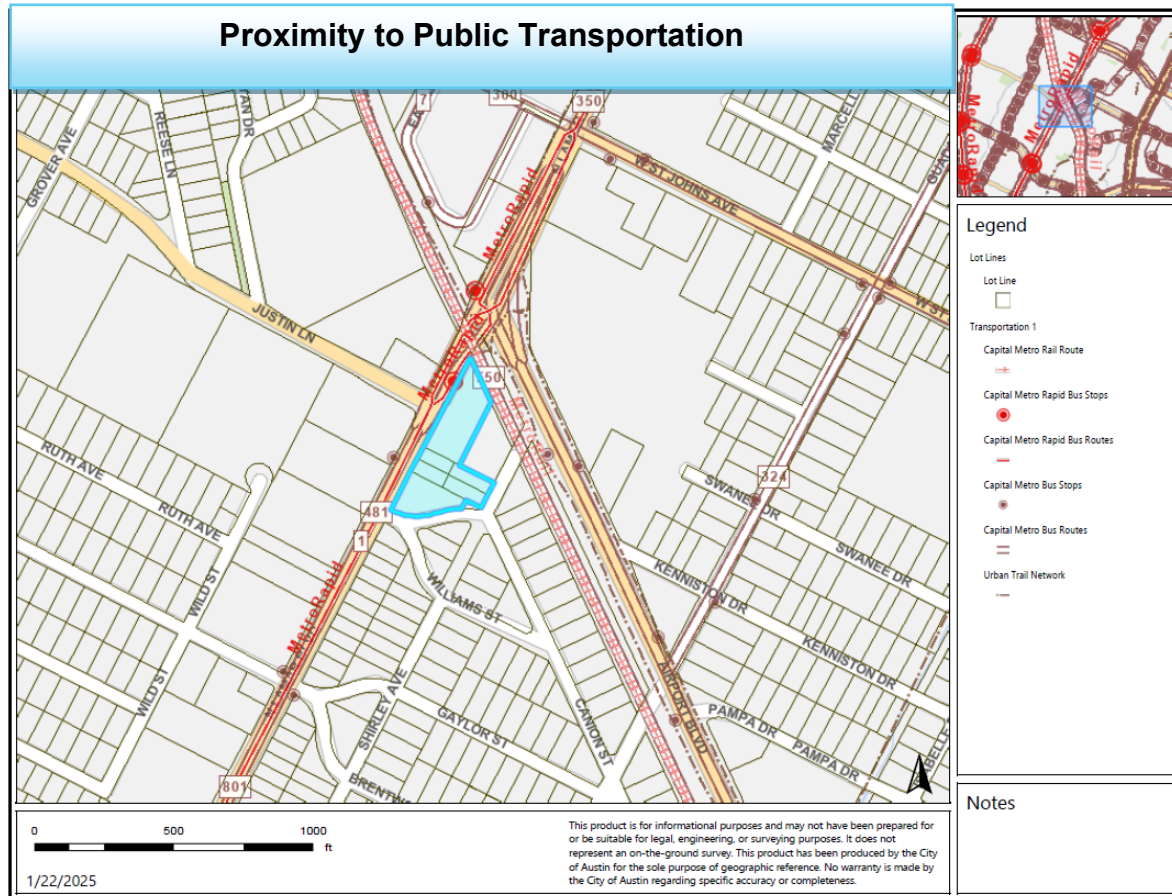 Proximity to Public Transportation
GROVER AVE
REESE LN
7
300
350
MARCELL
GUAD
W ST JOHNS AVE
W ST
MetroRapid
MetroRapid
JUSTIN LN
550
RUTH AVE
RUTH AVE
WILD ST
WILD ST
481
1
MetroRapid
324
SWANEE DR
SWANEE DR
KENNISTON DR
KENNISTON DR
WILLIAMS ST
SHIRLEY AVE
GAYLOR ST
CANION ST
AIRPORT BLVD
PAMPA DR
PAMPA DR
ABELLE
BRENTW
801
MetroRapid
MetroRapid
Legend
Lot Lines
Lot Line
Transportation 1
Capital Metro Rail Route
Capital Metro Rapid Bus Stops
Capital Metro Rapid Bus Routes
Capital Metro Bus Stops
Capital Metro Bus Routes
Urban Trail Network
Notes
0 500 1000
ft
1/22/2025
This product is for informational purposes and may not have been prepared for
or be suitable for legal, engineering, or surveying purposes. It does not
represent an on-the-ground survey. This product has been produced by the City
of Austin for the sole purpose of geographic reference. No warranty is made by
the City of Austin regarding specific accuracy or completeness.